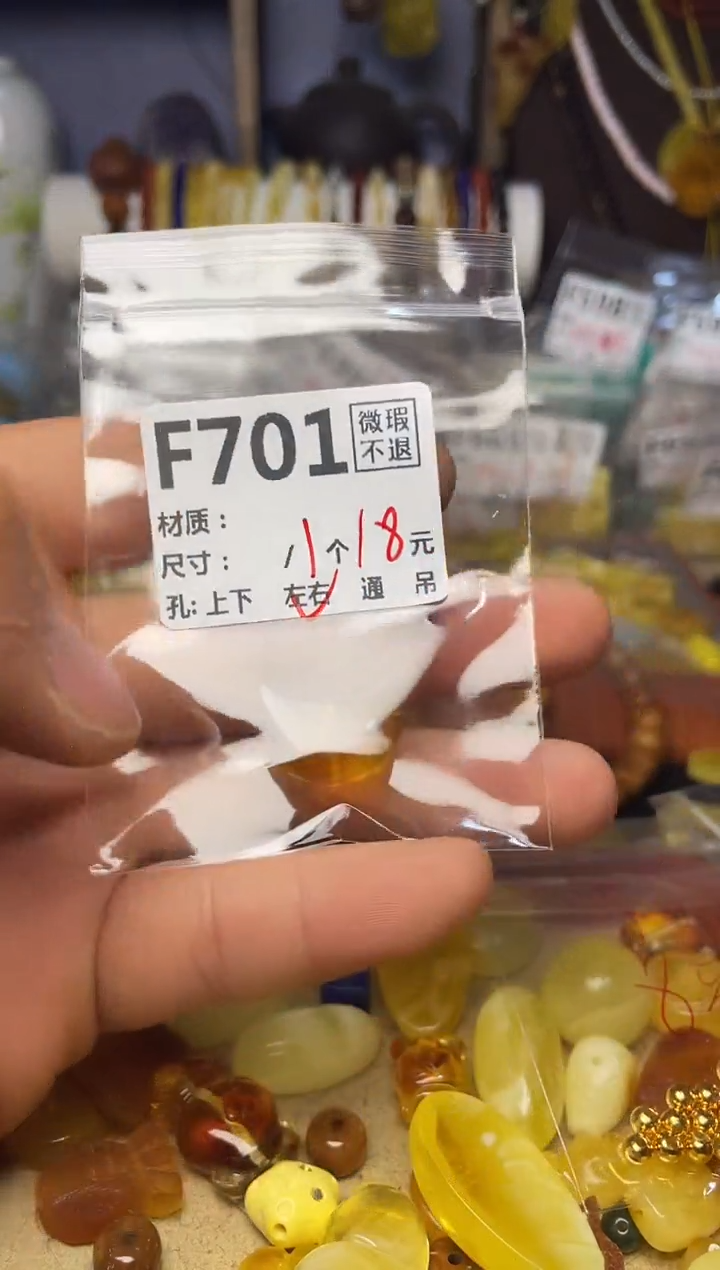 F701 微瑕
不退
材质：
尺寸： /1个 18元
孔: 上下 左右 通 吊